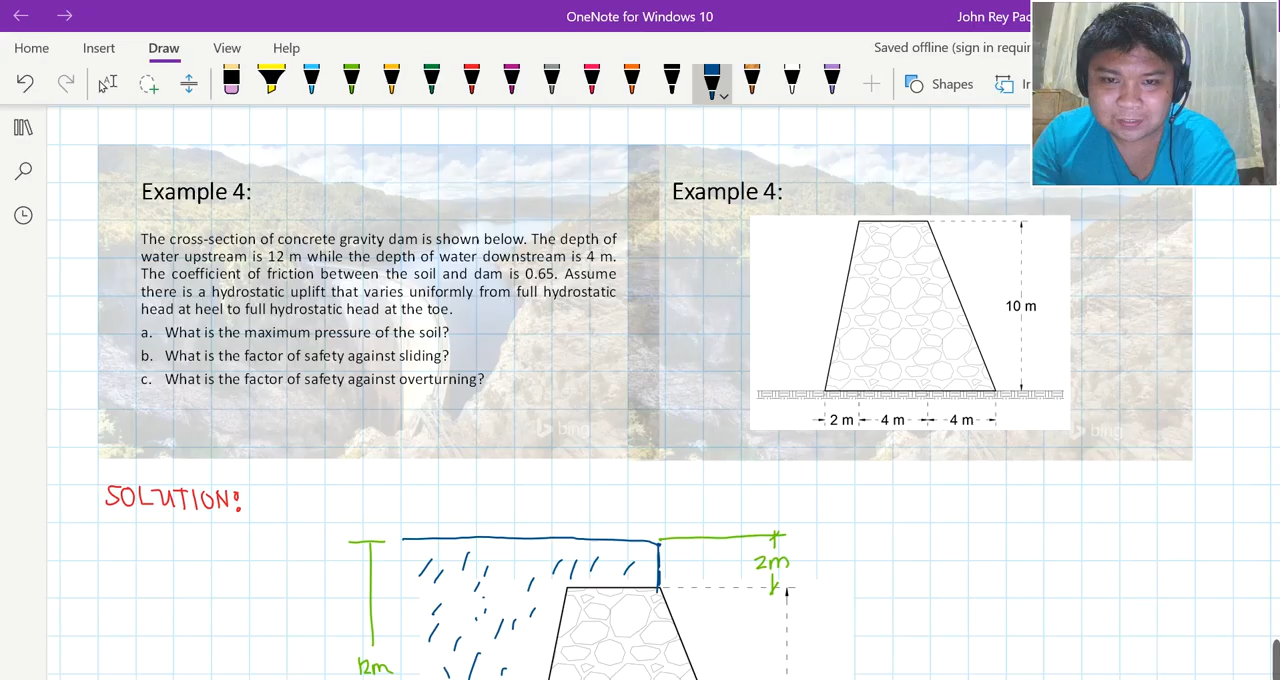 OneNote for Windows 10
John Rey
Home Insert Draw View Help
Saved offline (sign in requir
Shapes
Example 4:
The cross-section of concrete gravity dam is shown below. The depth of
water upstream is 12 m while the depth of water downstream is 4 m.
The coefficient of friction between the soil and dam is 0.65. Assume
there is a hydrostatic uplift that varies uniformly from full hydrostatic
head at heel to full hydrostatic head at the toe.
a. What is the maximum pressure of the soil?
b. What is the factor of safety against sliding?
c. What is the factor of safety against overturning?
bing
Example 4:
10 m
2 m 4 m 4 m
bing
SOLUTION:
2m
12m